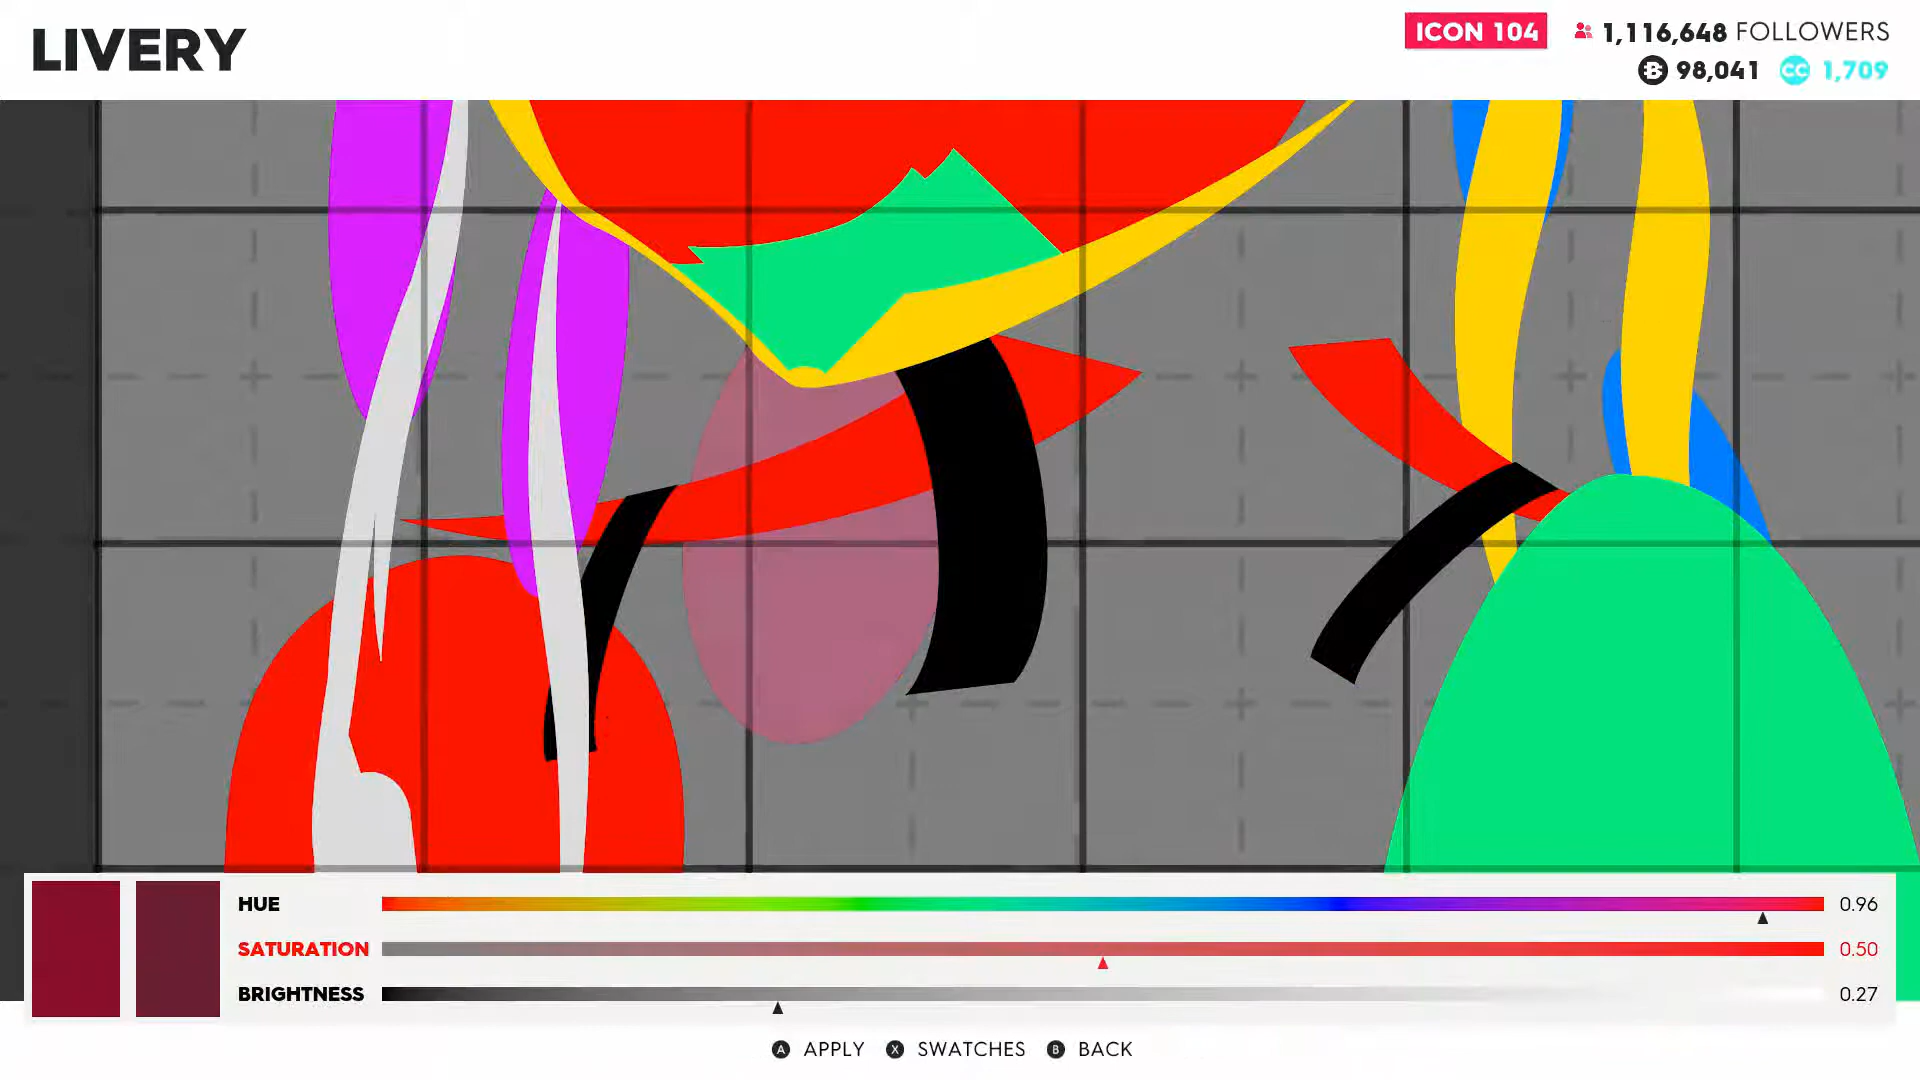 LIVERY
ICON 104
1,116,648 FOLLOWERS
98,041 CC 1,709
HUE 0.96
SATURATION 0.50
BRIGHTNESS 0.27
A APPLY X SWATCHES B BACK